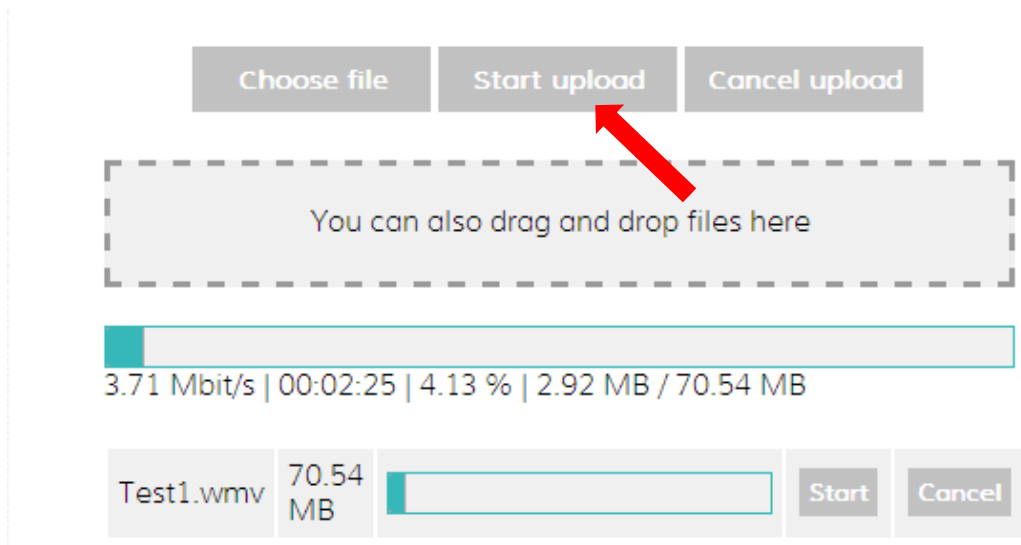 Choose file Start upload Cancel upload
You can also drag and drop files here
3.71 Mbit/s | 00:02:25 | 4.13 % | 2.92 MB / 70.54 MB
Test1.wmv 70.54 MB Start Cancel